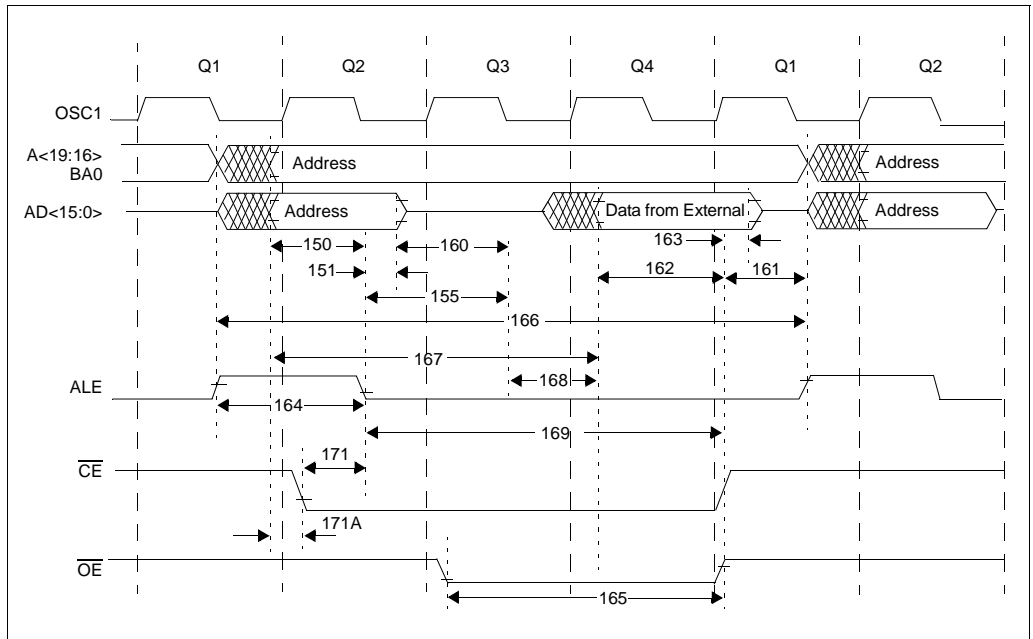 Q1 Q2 Q3 Q4 Q1 Q2
OSC1
A<19:16>
BA0
Address Address
AD<15:0>
Address Data from External Address
150 160 163
151 162 161
155
166
167
ALE
168
164
169
171
CE
171A
OE
165